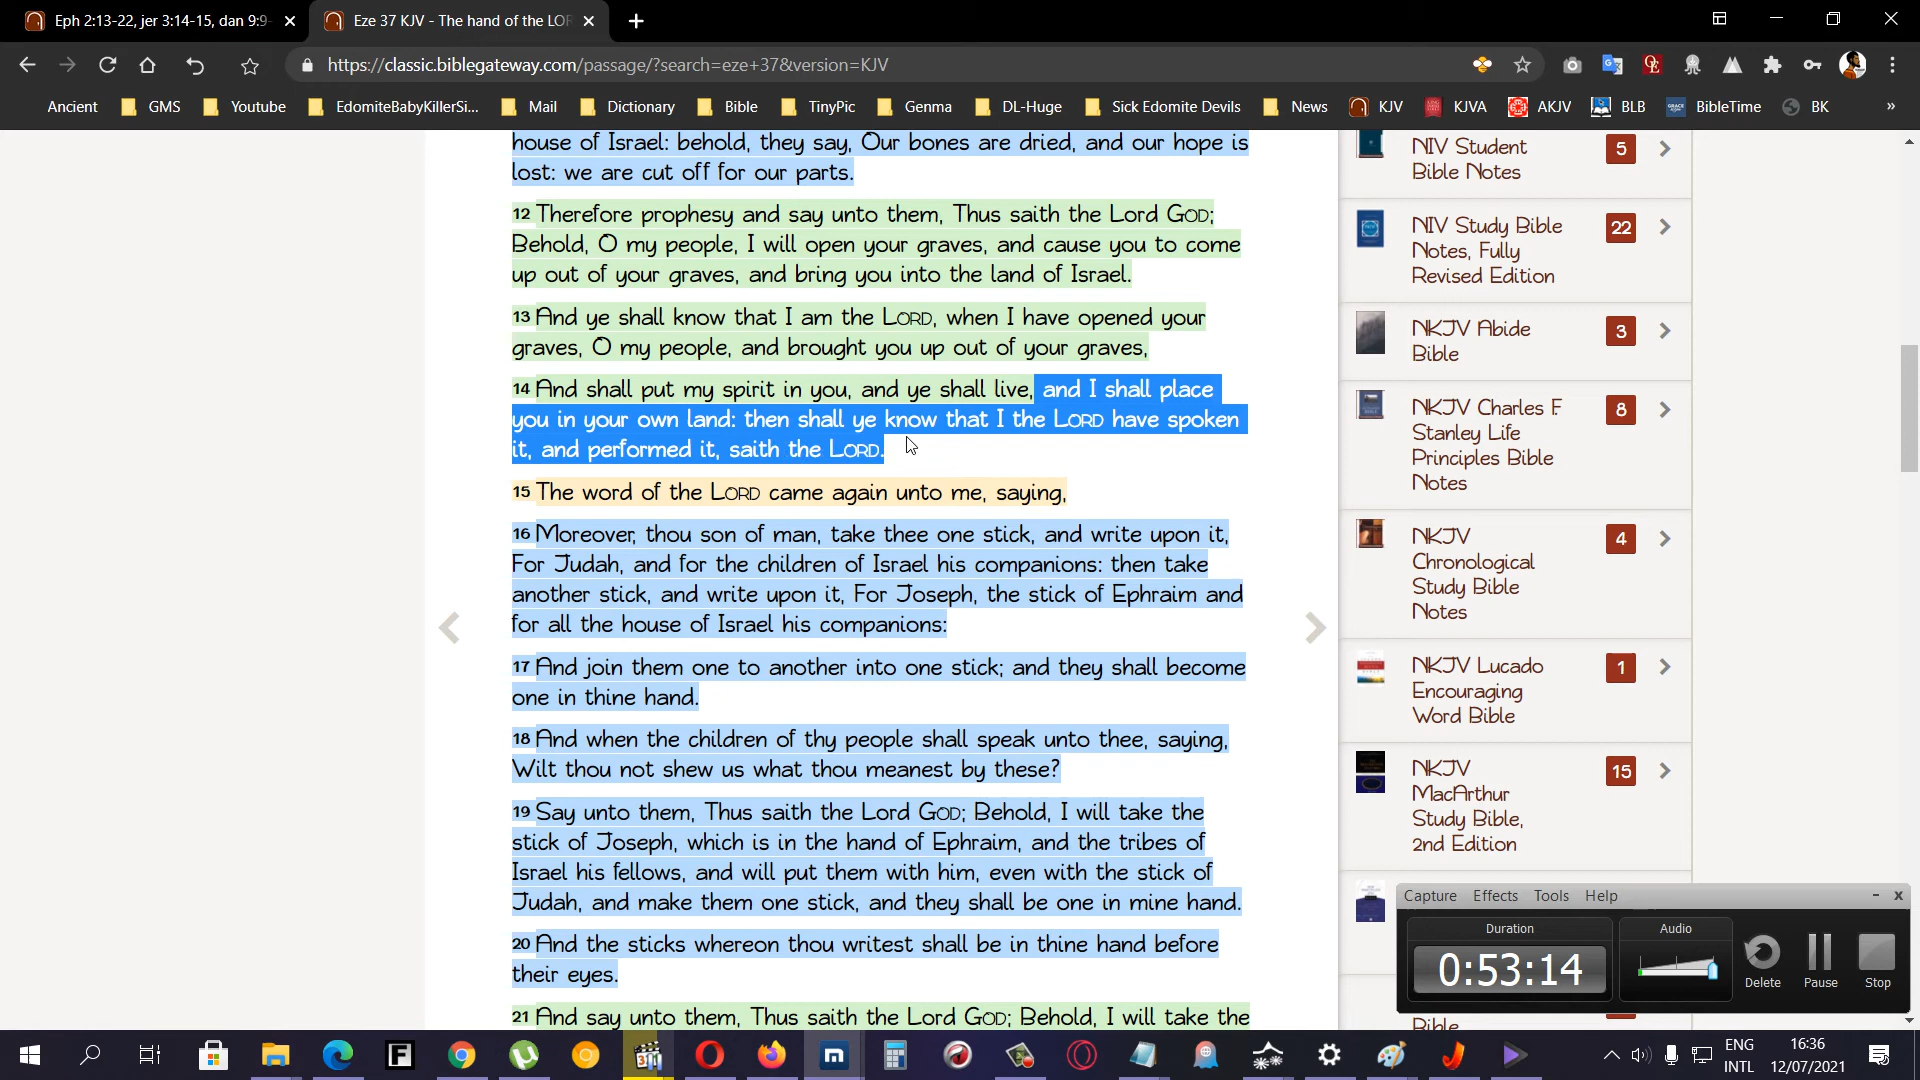 Eph 2:13-22, jer 3:14-15, dan 9:9-
Eze 37 KJV - The hand of the LOR
https://classic.biblegateway.com/passage/?search=eze+37&version=KJV
Ancient GMS Youtube EdomiteBabyKillerSi... Mail Dictionary Bible TinyPic Genma DL-Huge Sick Edomite Devils News KJV KJVA AKJV BLB BibleTime BK »
house of Israel: behold, they say, Our bones are dried, and our hope is
lost: we are cut off for our parts.
12 Therefore prophesy and say unto them, Thus saith the Lord GOD;
Behold, O my people, I will open your graves, and cause you to come
up out of your graves, and bring you into the land of Israel.
13 And ye shall know that I am the LORD, when I have opened your
graves, O my people, and brought you up out of your graves,
14 And shall put my spirit in you, and ye shall live, and I shall place
you in your own land: then shall ye know that I the LORD have spoken
it, and performed it, saith the LORD.
15 The word of the LORD came again unto me, saying,
16 Moreover, thou son of man, take thee one stick, and write upon it,
For Judah, and for the children of Israel his companions: then take
another stick, and write upon it, For Joseph, the stick of Ephraim and
for all the house of Israel his companions:
17 And join them one to another into one stick; and they shall become
one in thine hand.
18 And when the children of thy people shall speak unto thee, saying,
Wilt thou not shew us what thou meanest by these?
19 Say unto them, Thus saith the Lord GOD; Behold, I will take the
stick of Joseph, which is in the hand of Ephraim, and the tribes of
Israel his fellows, and will put them with him, even with the stick of
Judah, and make them one stick, and they shall be one in mine hand.
20 And the sticks whereon thou writest shall be in thine hand before
their eyes.
21 And say unto them, Thus saith the Lord GOD; Behold, I will take the
NIV Student
Bible Notes
5
NIV Study Bible
Notes, Fully
Revised Edition
22
NKJV Abide
Bible
3
NKJV Charles F.
Stanley Life
Principles Bible
Notes
8
NKJV
Chronological
Study Bible
Notes
4
NKJV Lucado
Encouraging
Word Bible
1
NKJV
MacArthur
Study Bible,
2nd Edition
15
Bible
Capture Effects Tools Help
Duration
0:53:14
Audio
Delete Pause Stop
ENG
INTL
16:36
12/07/2021